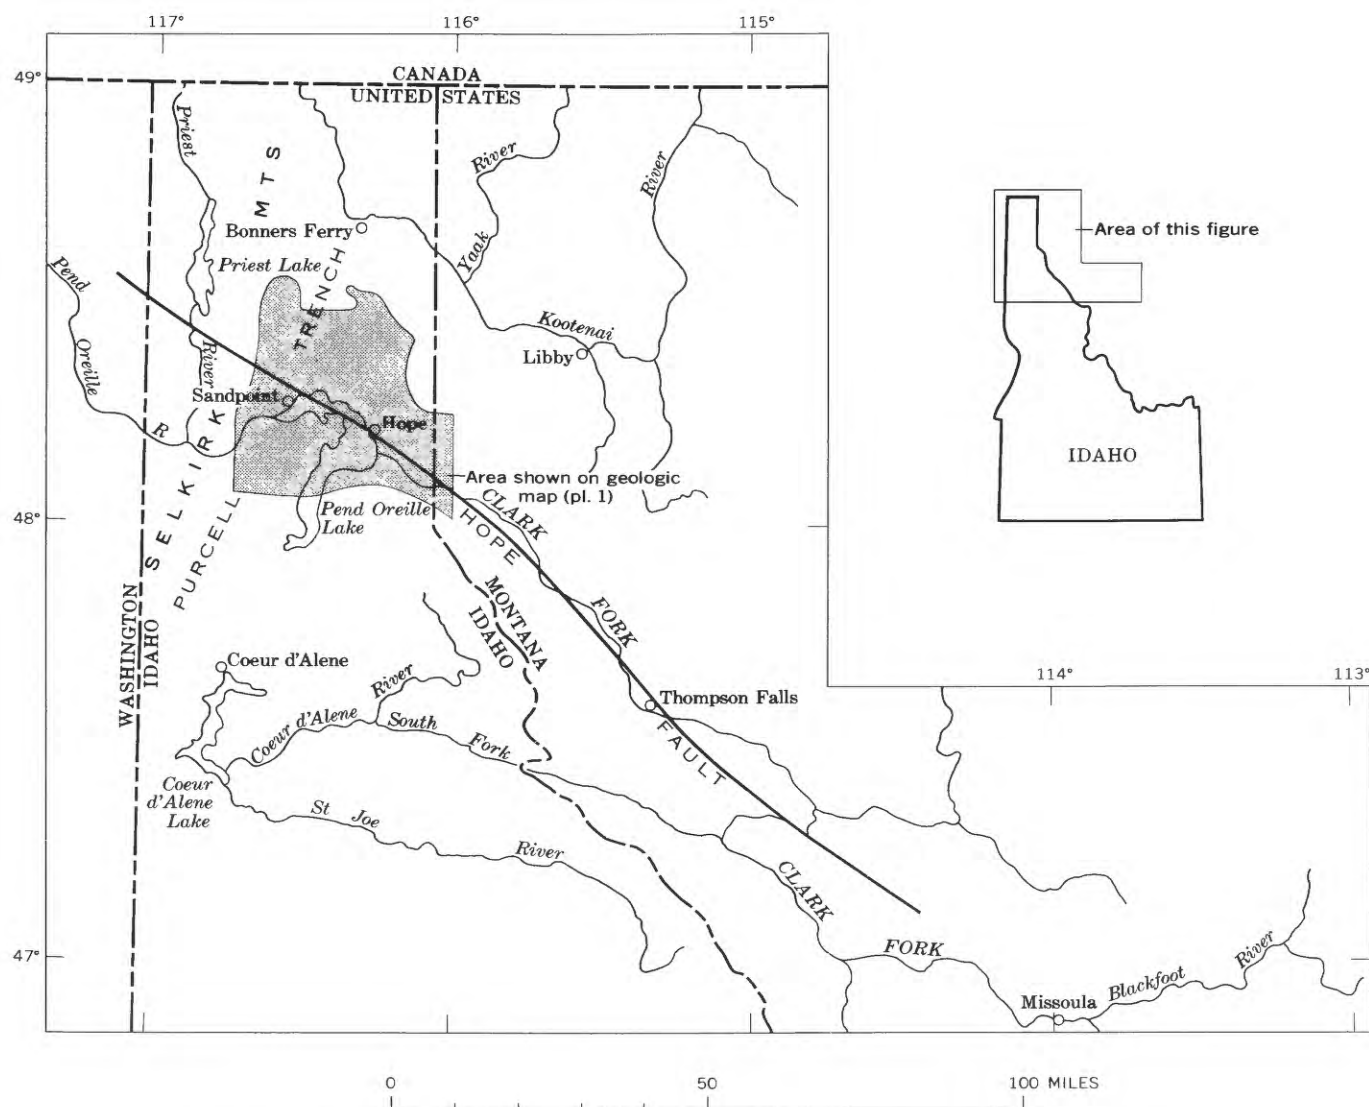 117°
116°
115°
49°
CANADA
UNITED STATES
Priest
River
River
MTS
Bonners Ferry
Yaak
Priest Lake
TRENCH
Pend
Oreille
R
River
Kootenai
Libby
Sandpoint
Hope
SELKIRK
PURCELL
Area shown on geologic
map (pl. 1)
Pend Oreille
Lake
48°
CLARK
FORK
HOPE
FAULT
WASHINGTON
IDAHO
MONTANA
IDAHO
Coeur d'Alene
River
Coeur d'Alene
South
Fork
Thompson Falls
Coeur
d'Alene
Lake
St Joe
River
CLARK
FORK
47°
Missoula
Blackfoot
River
Area of this figure
IDAHO
114°
113°
0
50
100 MILES